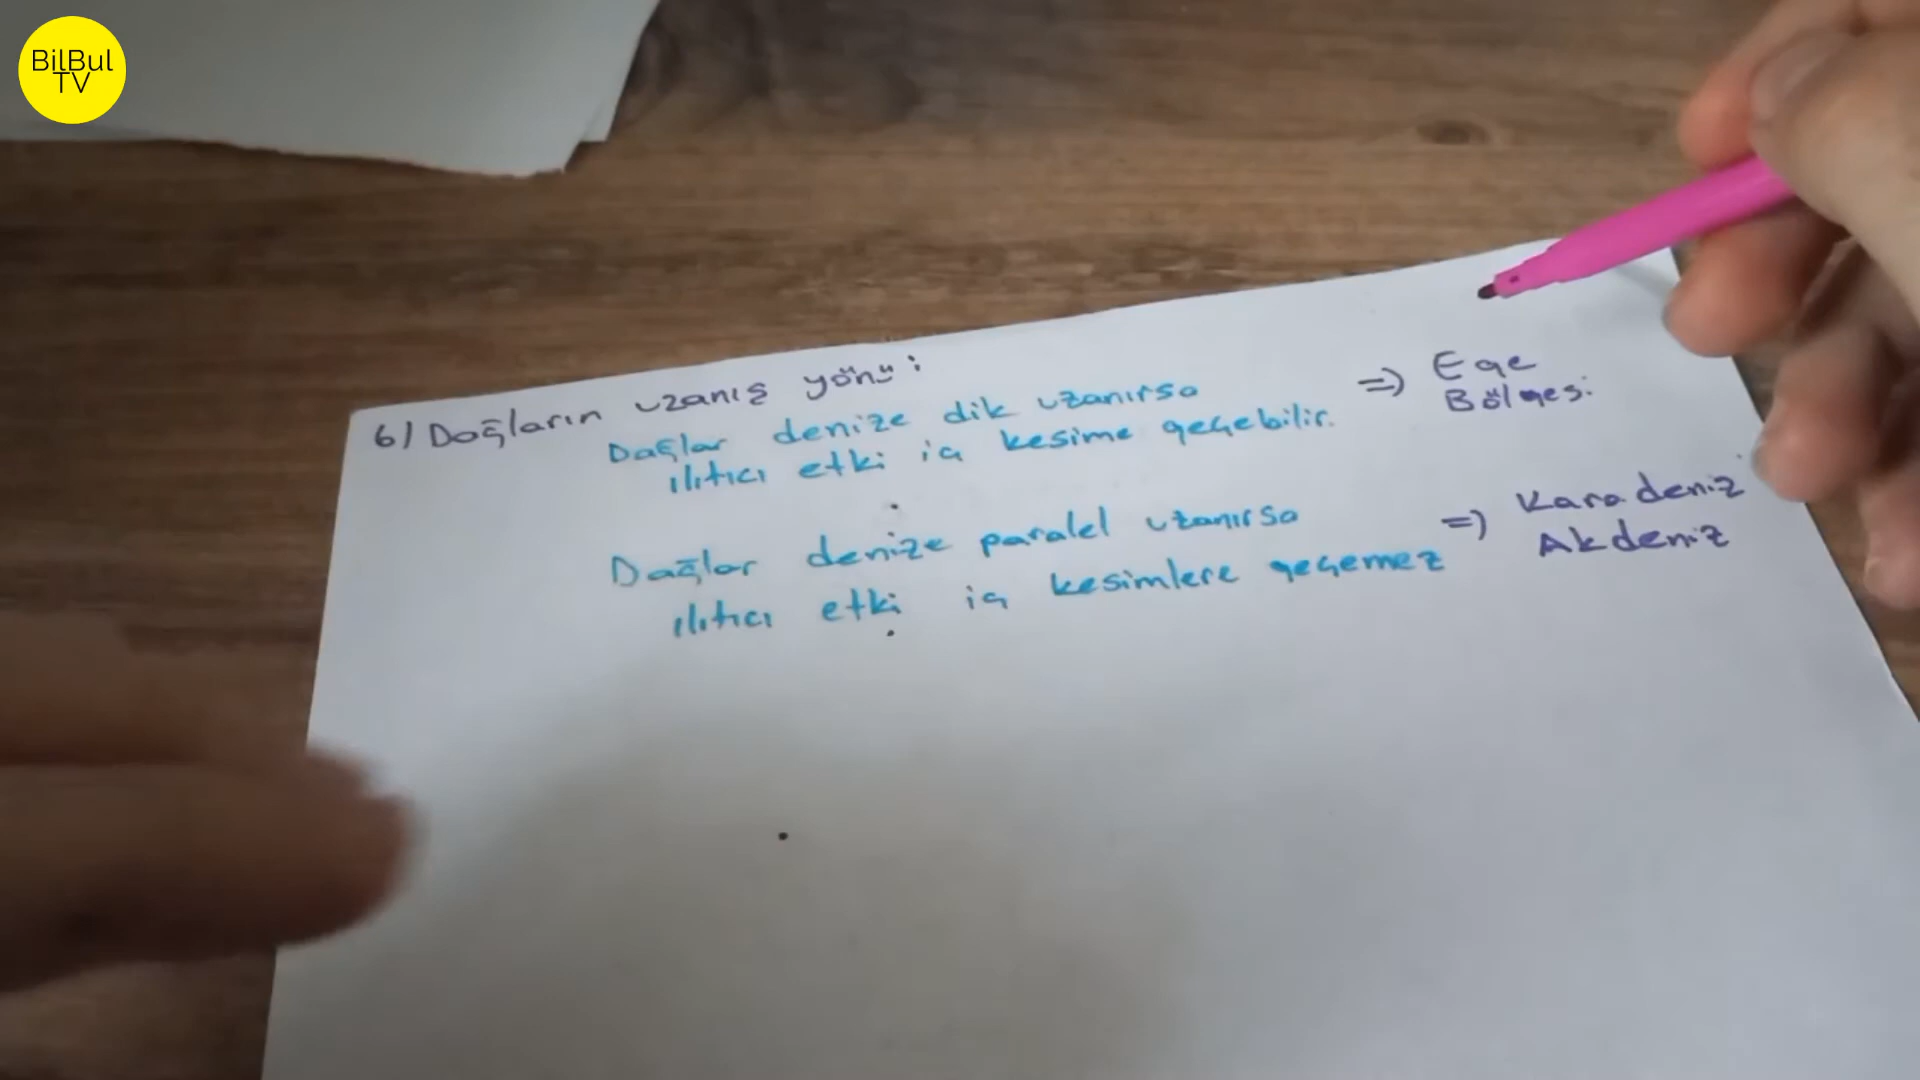 BilBul
TV
6) Dağların uzanış yönü:
Dağlar denize dik uzanırsa
ılıtıcı etki iç kesime geçebilir.
=> Ege
Bölgesi
Dağlar denize paralel uzanırsa
ılıtıcı etki iç kesimlere geçemez
=> Karadeniz
Akdeniz